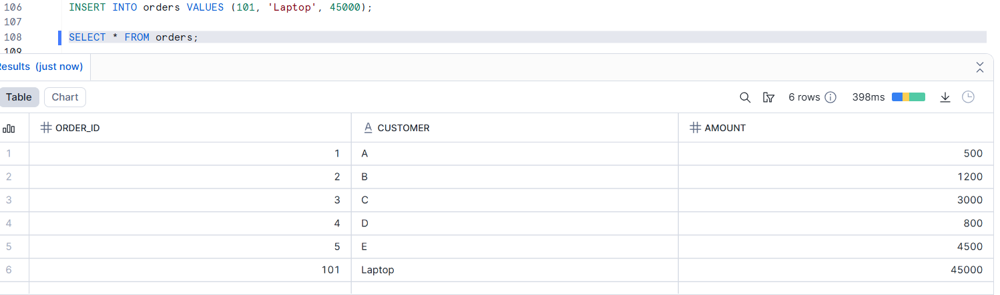 106 INSERT INTO orders VALUES (101, 'Laptop', 45000);
107
108 SELECT * FROM orders;
109
esults (just now)
Table Chart 6 rows 398ms
ORDER_ID CUSTOMER AMOUNT
1 1 A 500
2 2 B 1200
3 3 C 3000
4 4 D 800
5 5 E 4500
6 101 Laptop 45000